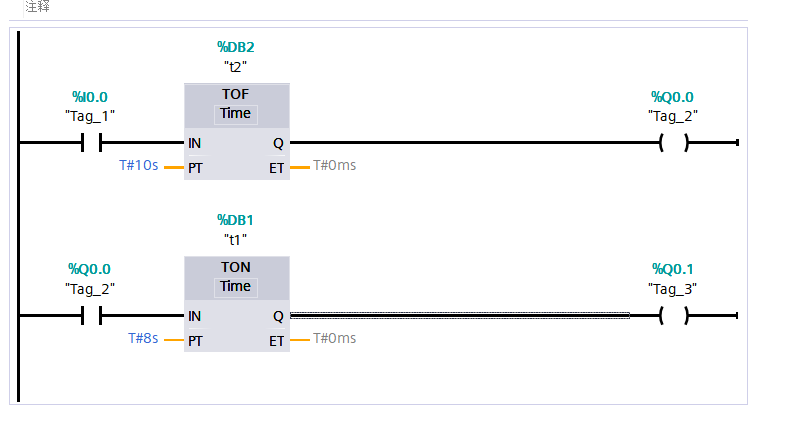 注释
%DB2
"t2"
%I0.0
"Tag_1"
TOF
Time
%Q0.0
"Tag_2"
IN
Q
T#10s
PT
ET
T#0ms
%DB1
"t1"
%Q0.0
"Tag_2"
TON
Time
%Q0.1
"Tag_3"
IN
Q
T#8s
PT
ET
T#0ms